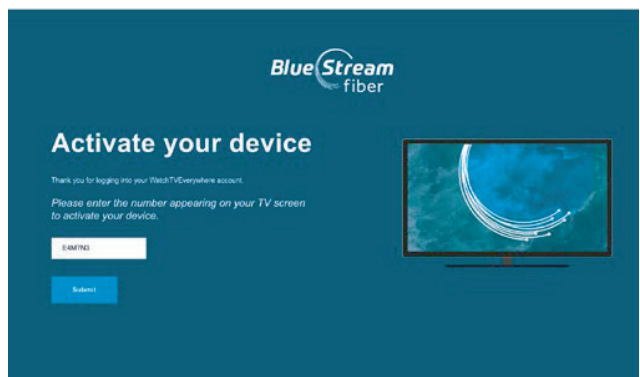 Blue Stream
fiber
Activate your device
Thank you for logging into your WatchTVEverywhere account.
Please enter the number appearing on your TV screen
to activate your device.
E4M7N3
Submit